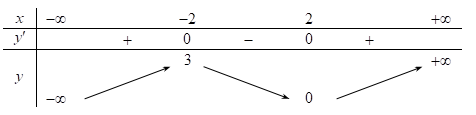 x −∞ −2 2 +∞
y′ + 0 − 0 +
3 +∞
y
−∞ 0